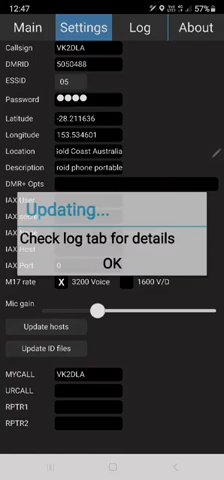 12:47 57%
Main Settings Log About
Callsign VK2DLA
DMRID 5050488
ESSID 05
Password
Latitude -28.211636
Longitude 153.534601
Location Gold Coast Australia
Description roid phone portable
DMR+ Opts
IAX User
Updating...
Check log tab for details
OK
IAX Port 0
M17 rate X 3200 Voice 1600 V/D
Mic gain
Update hosts
Update ID files
MYCALL VK2DLA
URCALL
RPTR1
RPTR2